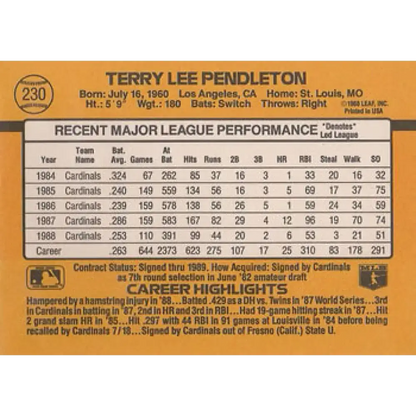 230
TERRY LEE PENDLETON
Born: July 16, 1960 Los Angeles, CA Home: St. Louis, MO
Ht.: 5'9" Wgt.: 180 Bats: Switch Throws: Right
©1988 LEAF, INC.
PRINTED IN USA
RECENT MAJOR LEAGUE PERFORMANCE "Denotes" Led League
Year Team Name Bat. Avg. Games At Bat Hits Runs 2B 3B HR RBI Steal Walk SO
1984 Cardinals .324 67 262 85 37 16 3 1 33 20 16 32
1985 Cardinals .240 149 559 134 56 16 3 5 69 17 37 75
1986 Cardinals .239 159 578 138 56 26 5 1 59 24 34 59
1987 Cardinals .286 159 583 167 82 29 4 12 96 19 70 74
1988 Cardinals .253 110 391 99 44 20 2 6 53 3 21 51
Career .263 644 2373 623 275 107 17 25 310 83 178 291
Contract Status: Signed thru 1989. How Acquired: Signed by Cardinals
as 7th round selection in June '82 amateur draft
CAREER HIGHLIGHTS
Hampered by a hamstring injury in '88...Batted .429 as a DH vs. Twins in '87 World Series...3rd
in Cardinals in batting in '87, 2nd in HR and 3rd in RBI...Had 19-game hitting streak in '87...Hit
2 grand slam HR in '85...Hit .297 with 44 RBI in 91 games at Louisville in '84 before being
recalled by Cardinals 7/18...Signed by Cardinals out of Fresno (Calif.) State U.